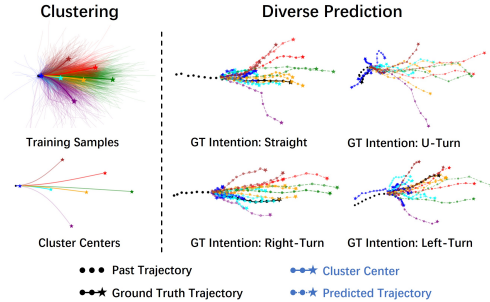 Clustering
Diverse Prediction
Training Samples
GT Intention: Straight
GT Intention: U-Turn
Cluster Centers
GT Intention: Right-Turn
GT Intention: Left-Turn
Past Trajectory
Cluster Center
Ground Truth Trajectory
Predicted Trajectory